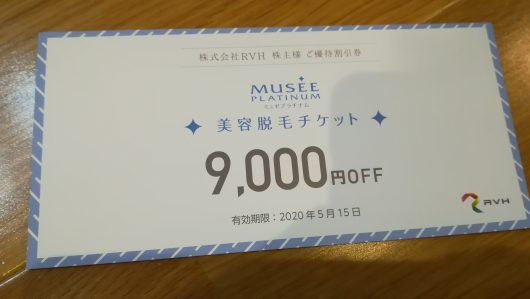 株式会社RVH 株主様 ご優待割引券
MUSÉE
PLATINUM
ミュゼプラチナム
美容脱毛チケット
9,000円OFF
有効期限：2020年5月15日
RVH